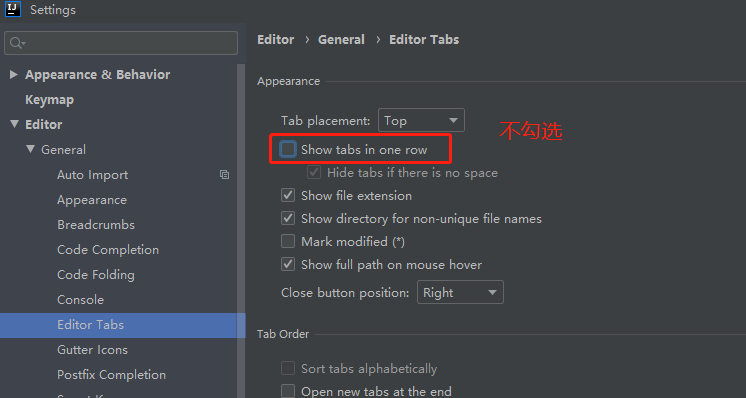 IJ Settings
Editor › General › Editor Tabs
Appearance & Behavior
Keymap
Editor
General
Auto Import
Appearance
Breadcrumbs
Code Completion
Code Folding
Console
Editor Tabs
Gutter Icons
Postfix Completion
Appearance
Tab placement: Top
不勾选
Show tabs in one row
Hide tabs if there is no space
Show file extension
Show directory for non-unique file names
Mark modified (*)
Show full path on mouse hover
Close button position: Right
Tab Order
Sort tabs alphabetically
Open new tabs at the end